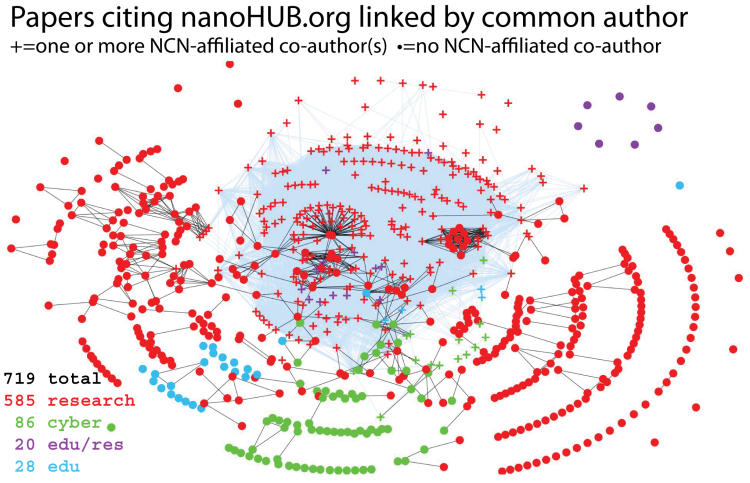 Papers citing nanoHUB.org linked by common author
+=one or more NCN-affiliated co-author(s) •=no NCN-affiliated co-author
719 total
585 research
86 cyber
20 edu/res
28 edu